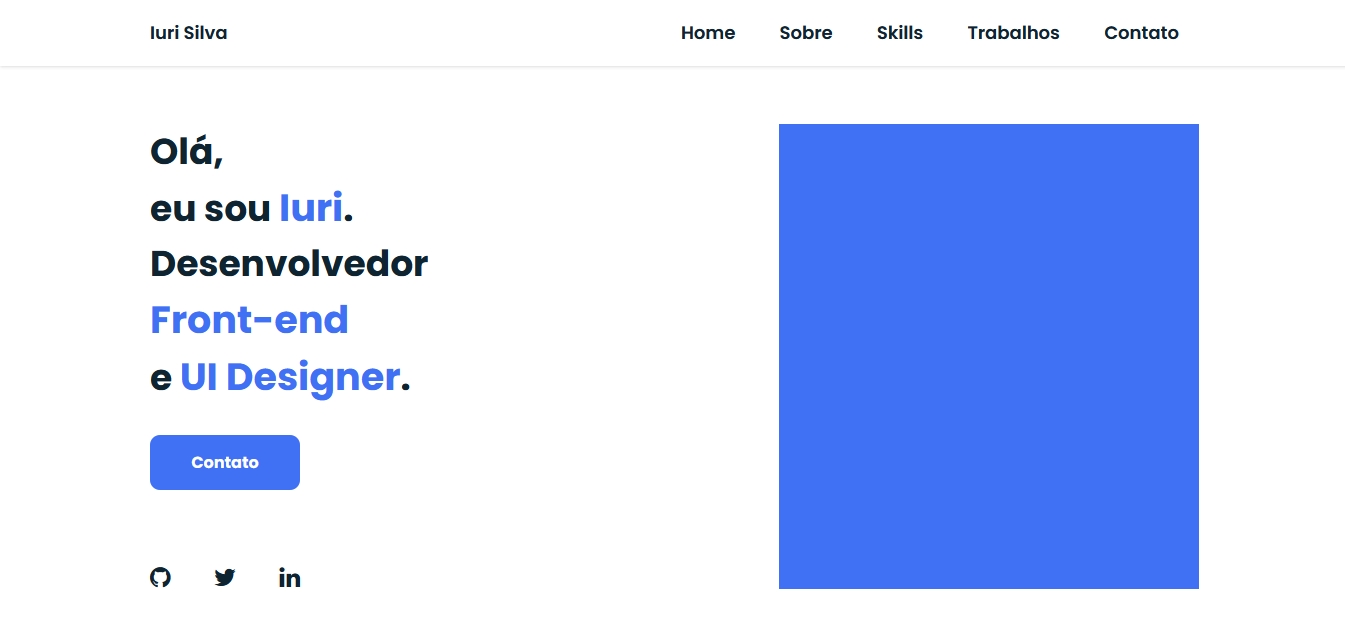 Iuri Silva
Home Sobre Skills Trabalhos Contato
Olá,
eu sou Iuri.
Desenvolvedor
Front-end
e UI Designer.
Contato